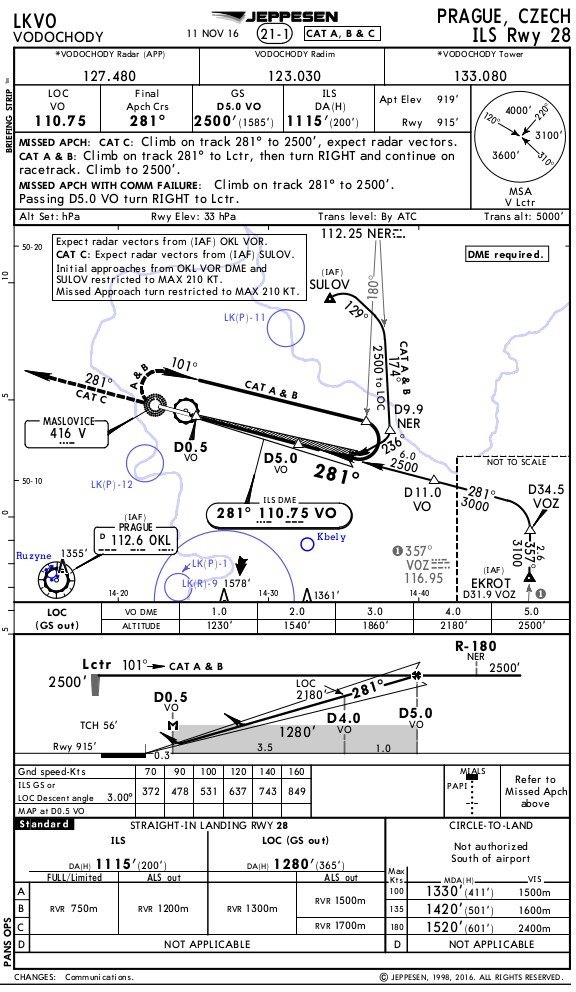 LKVO
VODOCHODY
JEPPESEN
11 NOV 16
21-1
CAT A, B & C
PRAGUE, CZECH
ILS Rwy 28
BRIEFING STRIP
*VODOCHODY Radar (APP)
127.480
VODOCHODY Radim
123.030
*VODOCHODY Tower
133.080
LOC
VO
110.75
Final
Apch Crs
281°
GS
D5.0 VO
2500' (1585')
ILS
DA(H)
1115' (200')
Apt Elev 919'
Rwy 915'
MISSED APCH: CAT C: Climb on track 281° to 2500', expect radar vectors.
CAT A & B: Climb on track 281° to Lctr, then turn RIGHT and continue on
racetrack. Climb to 2500'.
MISSED APCH WITH COMM FAILURE: Climb on track 281° to 2500'.
Passing D5.0 VO turn RIGHT to Lctr.
120°
4000'
220°
3100'
3600'
310°
MSA
V Lctr
Alt Set: hPa Rwy Elev: 33 hPa Trans level: By ATC Trans alt: 5000'
50-20
Expect radar vectors from (IAF) OKL VOR.
CAT C: Expect radar vectors from (IAF) SULOV.
Initial approaches from OKL VOR DME and
SULOV restricted to MAX 210 KT.
Missed Approach turn restricted to MAX 210 KT.
112.25 NER
DME required.
(IAF)
SULOV
129°
180°
2500 to LOC
CAT A & B
174°
LK(P)-11
10
281°
CAT C
A & B
101°
CAT A & B
D9.9
NER
236°
MASLOVICE
416 V
D0.5
VO
D5.0
VO
281°
6.0
2500
D11.0
VO
NOT TO SCALE
281°
3000
D34.5
VOZ
2.6
357°
3100
(IAF)
EKROT
D31.9 VOZ
1
5
50-10
LK(P)-12
ILS DME
281° 110.75 VO
(IAF)
PRAGUE
D 112.6 OKL
Ruzyne
1355'
Kbely
LK(P)-1
LK(R)-9
1578'
1361'
1 357°
VOZ
116.95
0
14-20
14-30
14-40
5
LOC
(GS out)
VO DME 1.0 2.0 3.0 4.0 5.0
ALTITUDE 1230' 1540' 1860' 2180' 2500'
Lctr 101° CAT A & B
2500'
R-180
NER
2500'
D0.5
VO
M
LOC
2180'
281°
D4.0
VO
D5.0
VO
TCH 56'
1280'
Rwy 915'
0.3
3.5
1.0
Gnd speed-Kts 70 90 100 120 140 160
ILS GS or
LOC Descent angle 3.00° 372 478 531 637 743 849
MAP at D0.5 VO
MIALS
PAPI
Refer to
Missed Apch
above
Standard
STRAIGHT-IN LANDING RWY 28
CIRCLE-TO-LAND
ILS
LOC (GS out)
DA(H) 1115' (200')
DA(H) 1280' (365')
FULL/Limited
ALS out
ALS out
Not authorized
South of airport
Max
Kts.
MDA(H) VIS
A
B
C
D
RVR 750m
RVR 1200m
RVR 1300m
RVR 1500m
RVR 1700m
NOT APPLICABLE
100 1330' (411') 1500m
135 1420' (501') 1600m
180 1520' (601') 2400m
D NOT APPLICABLE
PANS OPS
CHANGES: Communications.
© JEPPESEN, 1998, 2016. ALL RIGHTS RESERVED.